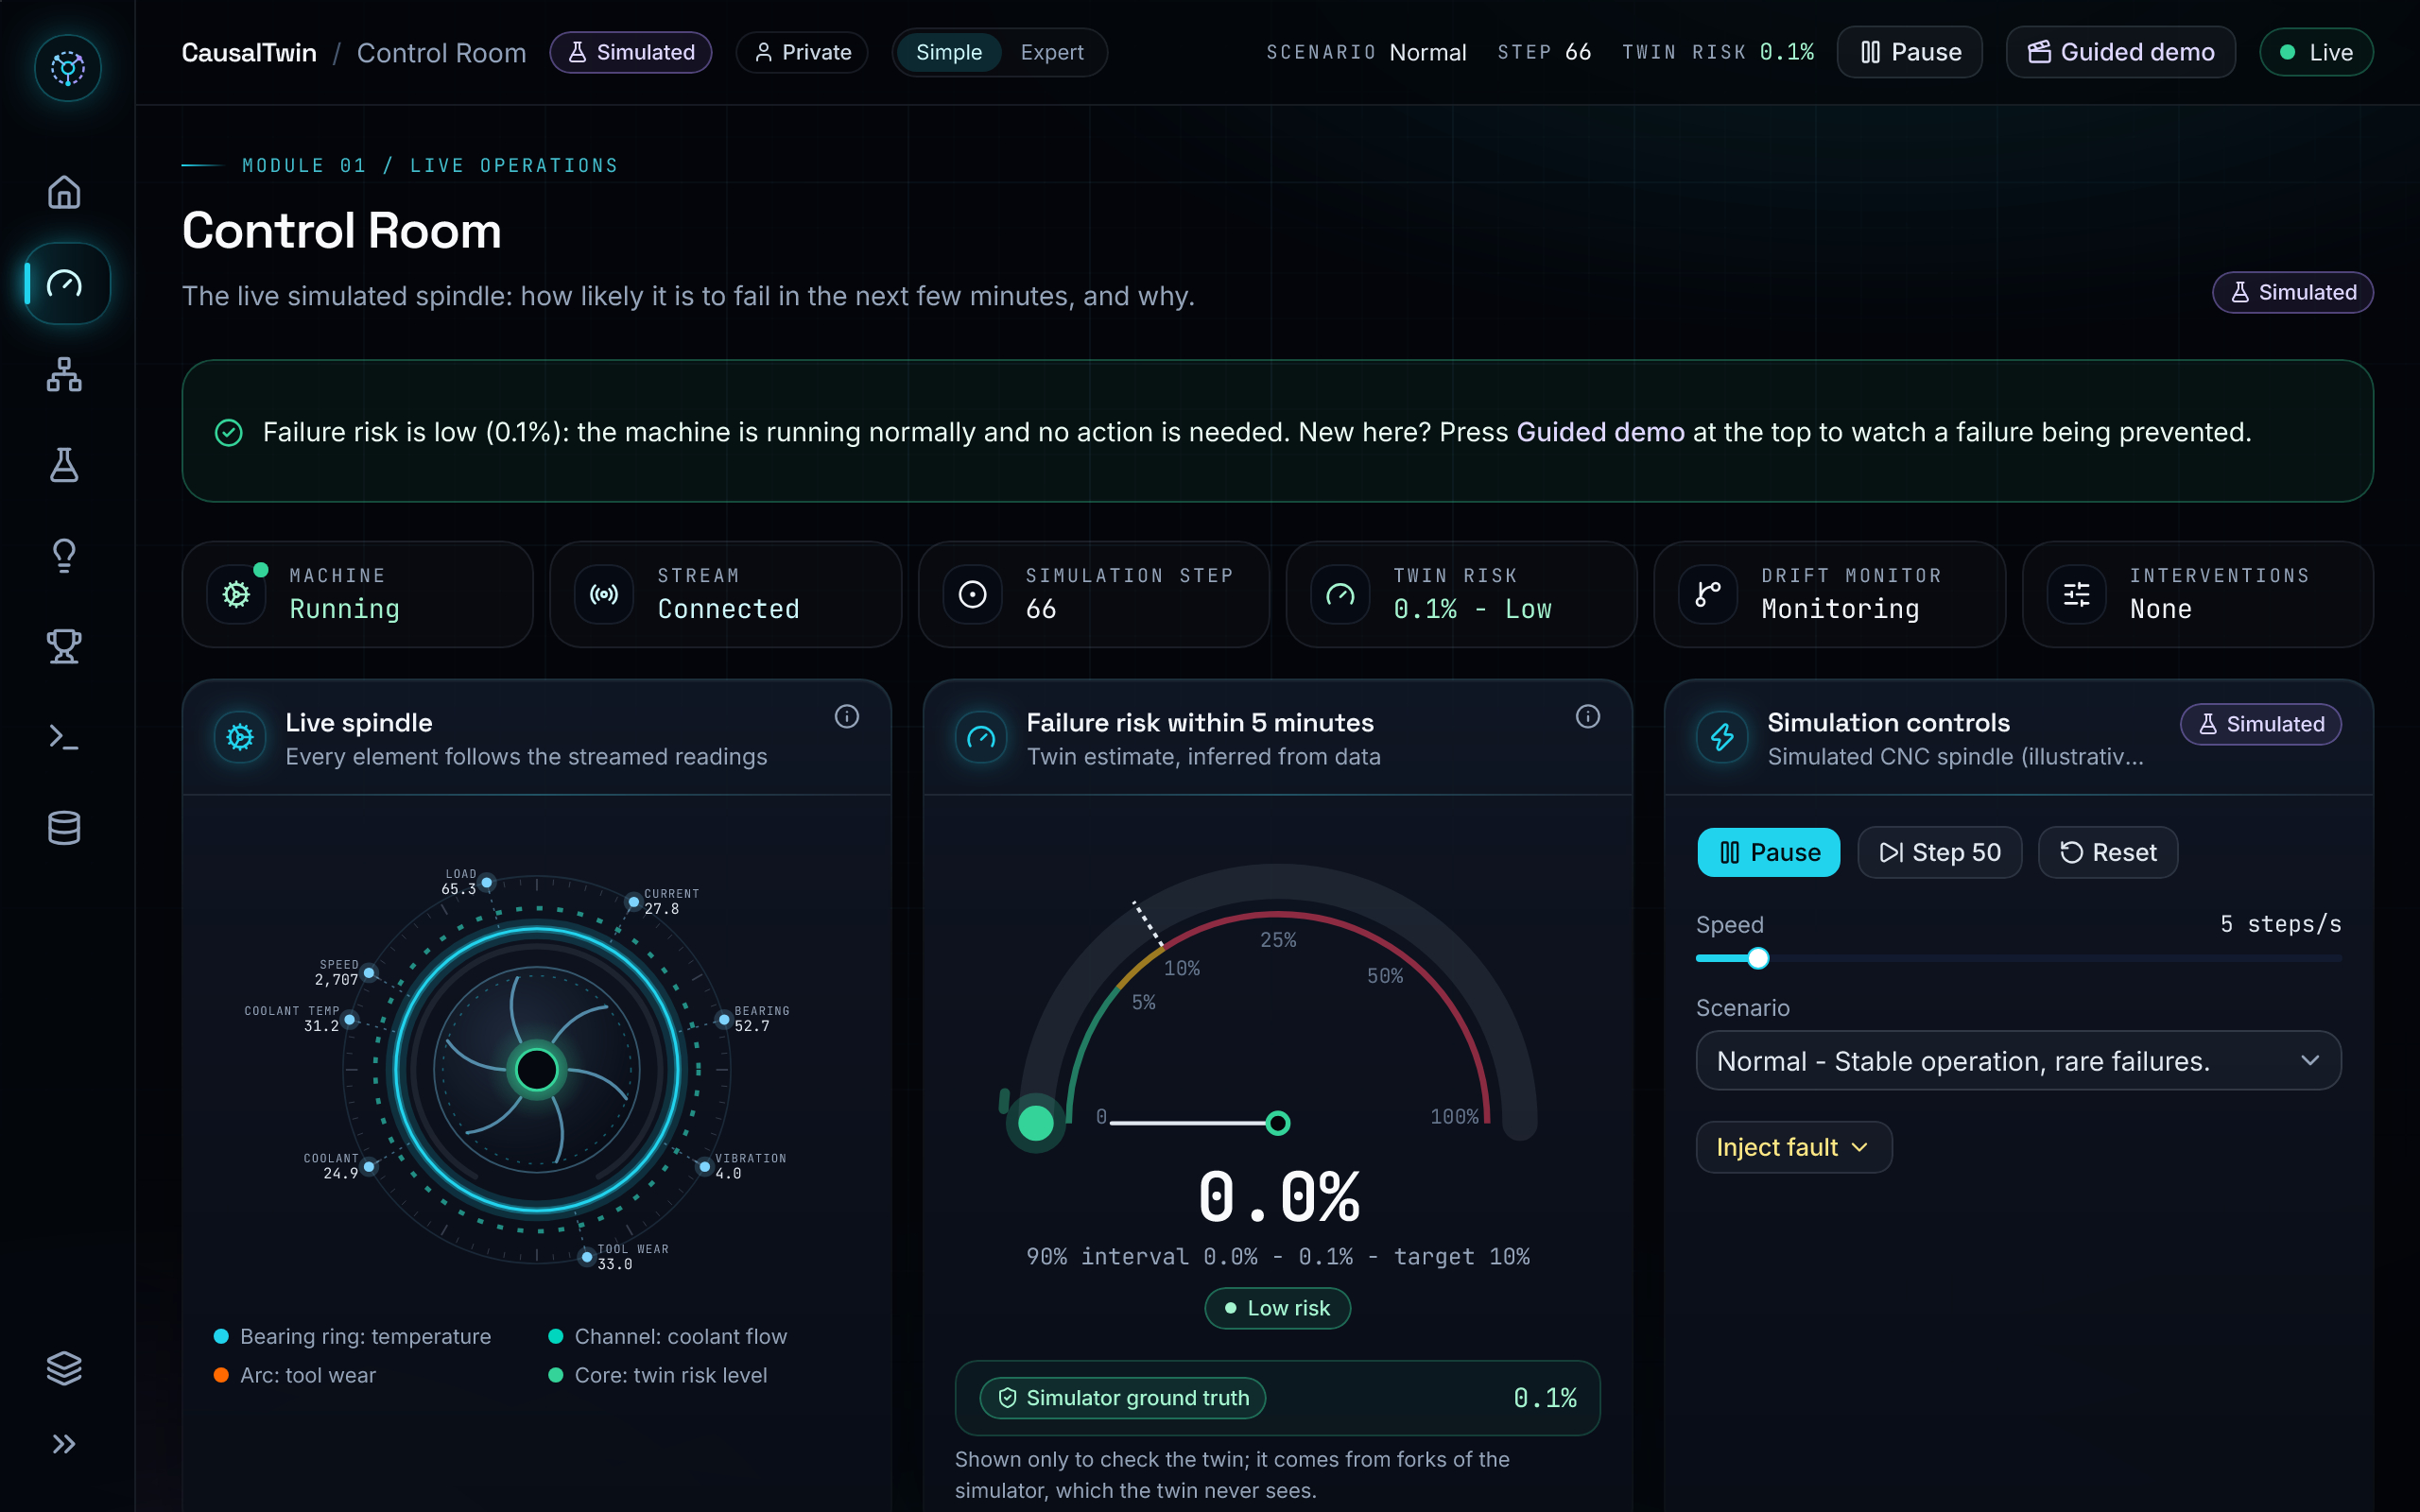 CausalTwin / Control Room Simulated Private Simple Expert SCENARIO Normal STEP 66 TWIN RISK 0.1% Pause Guided demo Live
MODULE 01 / LIVE OPERATIONS
Control Room
The live simulated spindle: how likely it is to fail in the next few minutes, and why.
Simulated
Failure risk is low (0.1%): the machine is running normally and no action is needed. New here? Press Guided demo at the top to watch a failure being prevented.
MACHINE
Running
STREAM
Connected
SIMULATION STEP
66
TWIN RISK
0.1% - Low
DRIFT MONITOR
Monitoring
INTERVENTIONS
None
Live spindle
Every element follows the streamed readings
LOAD
65.3
CURRENT
27.8
SPEED
2,707
COOLANT TEMP
31.2
BEARING
52.7
COOLANT
24.9
VIBRATION
4.0
TOOL WEAR
33.0
Bearing ring: temperature
Channel: coolant flow
Arc: tool wear
Core: twin risk level
Failure risk within 5 minutes
Twin estimate, inferred from data
25%
10%
50%
5%
0
100%
0.0%
90% interval 0.0% - 0.1% - target 10%
Low risk
Simulator ground truth 0.1%
Shown only to check the twin; it comes from forks of the
simulator, which the twin never sees.
Simulation controls
Simulated CNC spindle (illustrativ...
Simulated
Pause Step 50 Reset
Speed 5 steps/s
Scenario
Normal - Stable operation, rare failures.
Inject fault